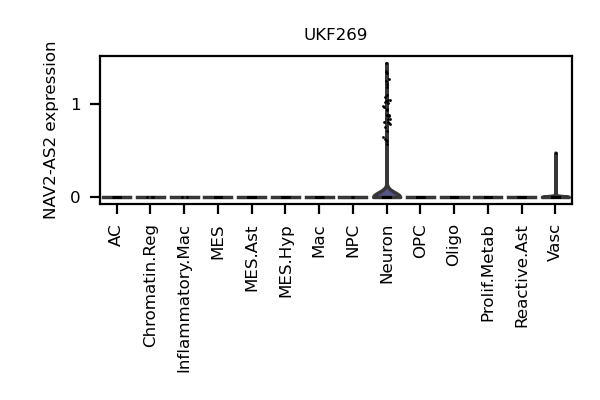 UKF269
NAV2-AS2 expression
1
0
AC
Chromatin.Reg
Inflammatory.Mac
MES
MES.Ast
MES.Hyp
Mac
NPC
Neuron
OPC
Oligo
Prolif.Metab
Reactive.Ast
Vasc